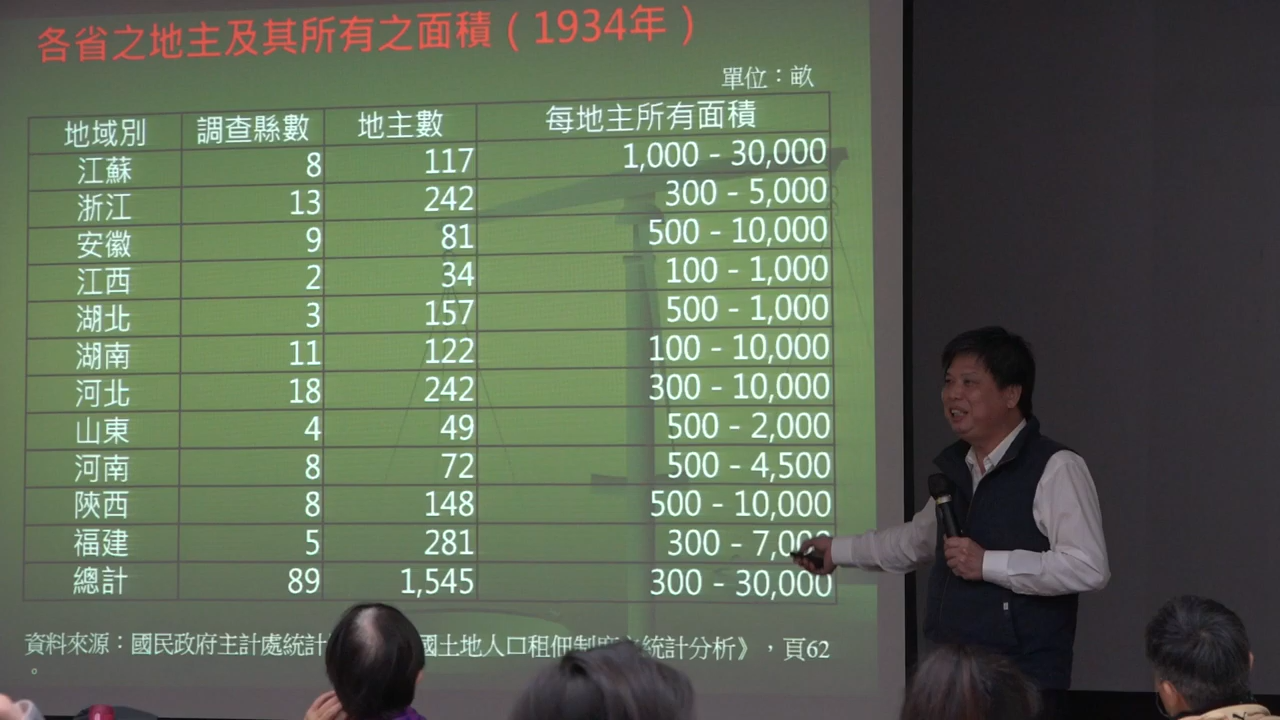 各省之地主及其所有之面積（1934年）
單位：畝
地域別 調查縣數 地主數 每地主所有面積
江蘇 8 117 1,000 - 30,000
浙江 13 242 300 - 5,000
安徽 9 81 500 - 10,000
江西 2 34 100 - 1,000
湖北 3 157 500 - 1,000
湖南 11 122 100 - 10,000
河北 18 242 300 - 10,000
山東 4 49 500 - 2,000
河南 8 72 500 - 4,500
陝西 8 148 500 - 10,000
福建 5 281 300 - 7,00
總計 89 1,545 300 - 30,000
資料來源：國民政府主計處統計 國土地人口租佃制度之統計分析》，頁62
。